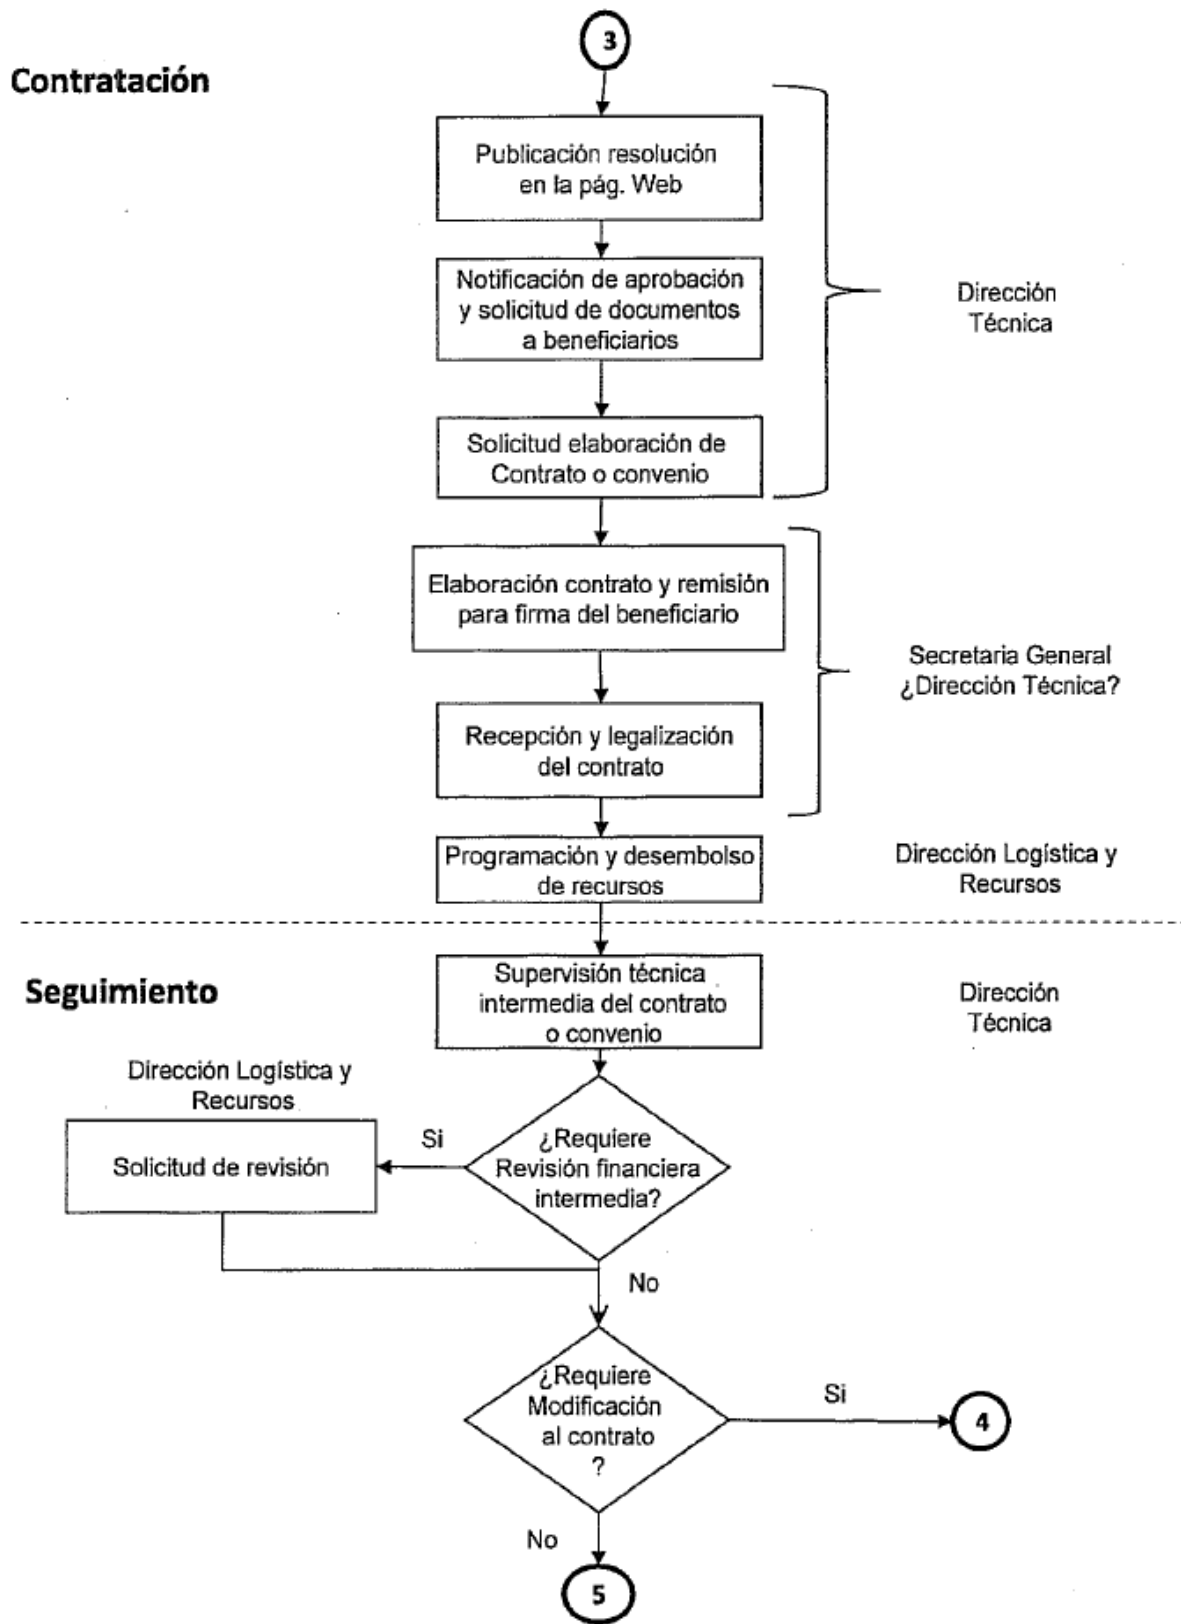 3
Contratación
Publicación resolución
en la pág. Web
Notificación de aprobación
y solicitud de documentos
a beneficiarios
Dirección
Técnica
Solicitud elaboración de
Contrato o convenio
Elaboración contrato y remisión
para firma del beneficiario
Secretaria General
¿Dirección Técnica?
Recepción y legalización
del contrato
Programación y desembolso
de recursos
Dirección Logística y
Recursos
Seguimiento
Supervisión técnica
intermedia del contrato
o convenio
Dirección
Técnica
Dirección Logística y
Recursos
Solicitud de revisión
Si
¿Requiere
Revisión financiera
intermedia?
No
¿Requiere
Modificación
al contrato
?
Si
4
No
5